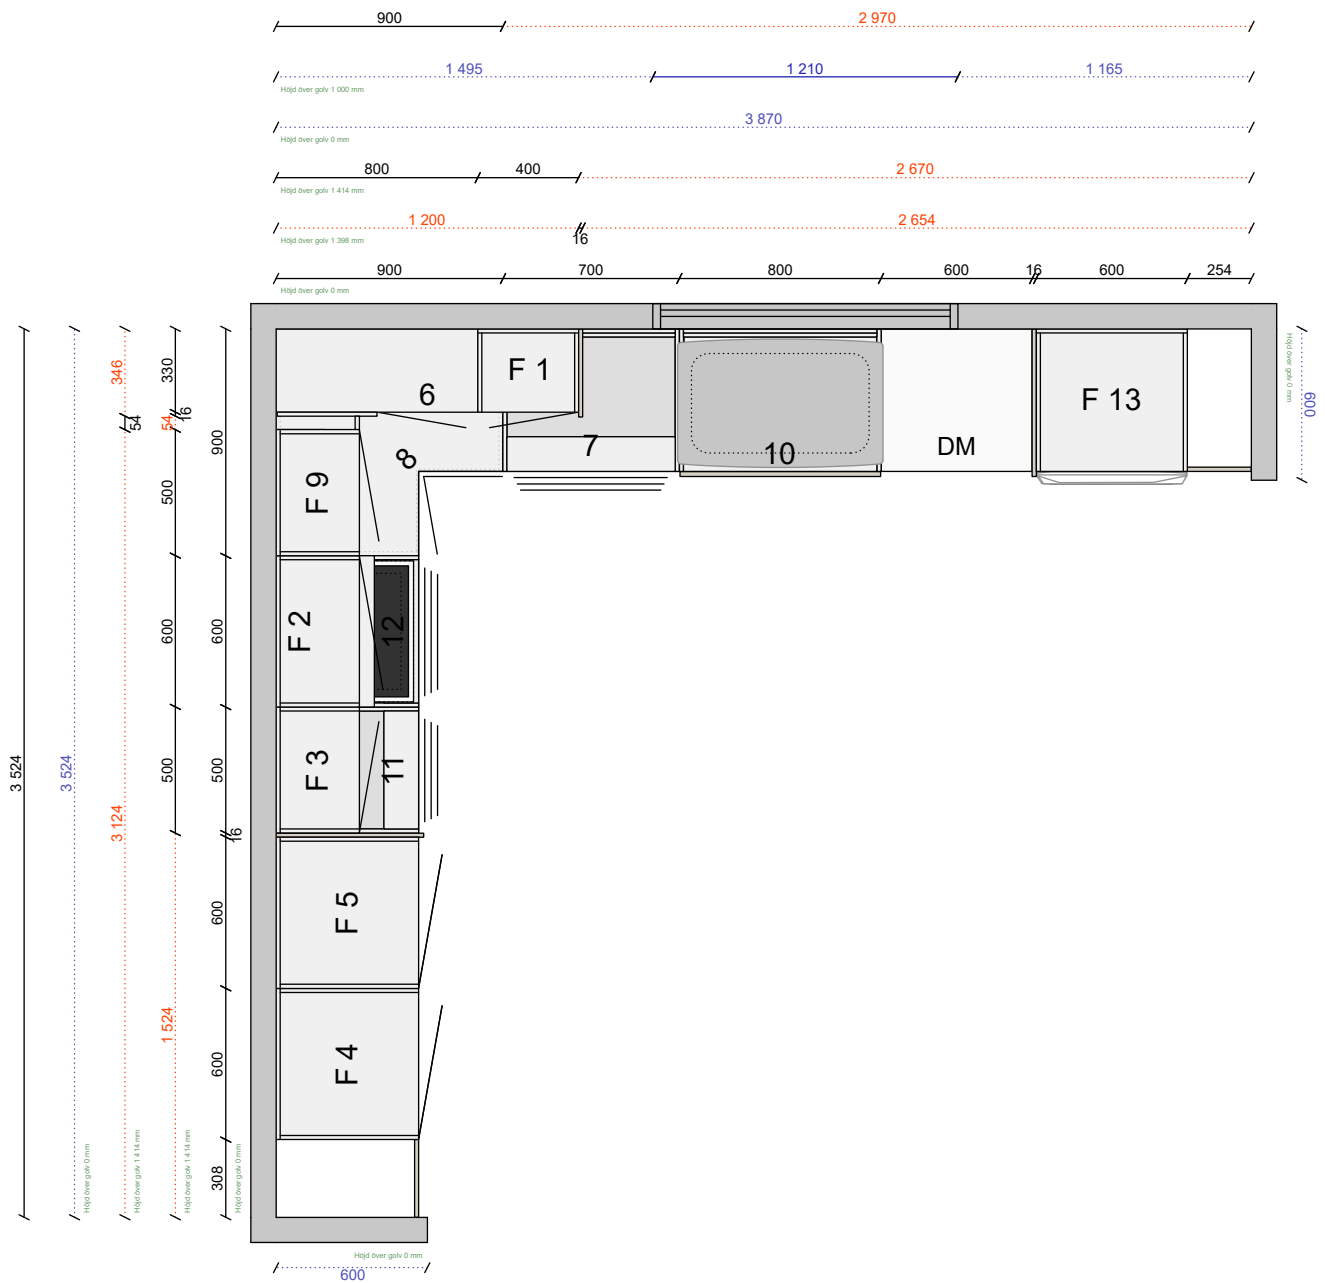 900
2 970
1 495
1 210
1 165
Höjd över golv 1 000 mm
3 870
Höjd över golv 0 mm
800
400
2 670
Höjd över golv 1 414 mm
1 200
2 654
16
Höjd över golv 1 398 mm
900
700
800
600
16
600
254
Höjd över golv 0 mm
3 524
3 524
346
54
3 124
330
16
54
500
600
500
1 524
900
600
500
16
600
600
308
Höjd över golv 0 mm
Höjd över golv 1 414 mm
Höjd över golv 1 414 mm
Höjd över golv 0 mm
6
F 1
7
8
10
DM
F 13
F 9
F 2
12
F 3
11
F 5
F 4
Höjd över golv 0 mm
600
Höjd över golv 0 mm
600